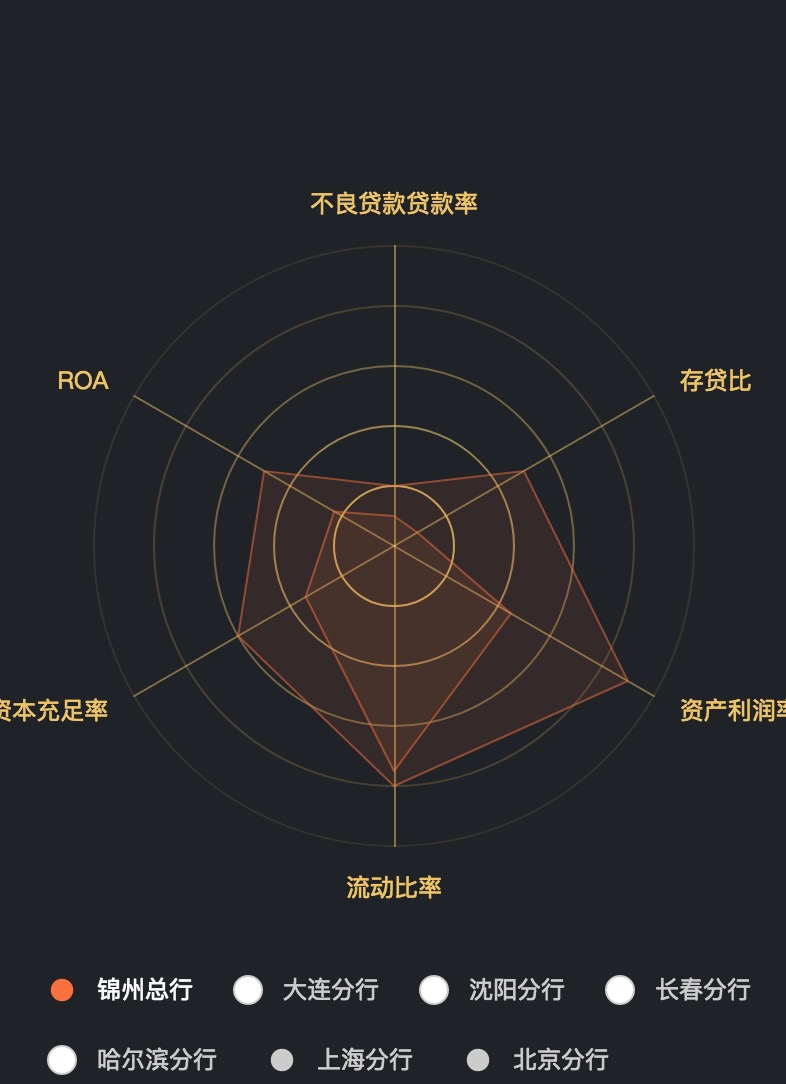 不良贷款贷款率
ROA
存贷比
资本充足率
资产利润率
流动比率
锦州总行 大连分行 沈阳分行 长春分行
哈尔滨分行 上海分行 北京分行